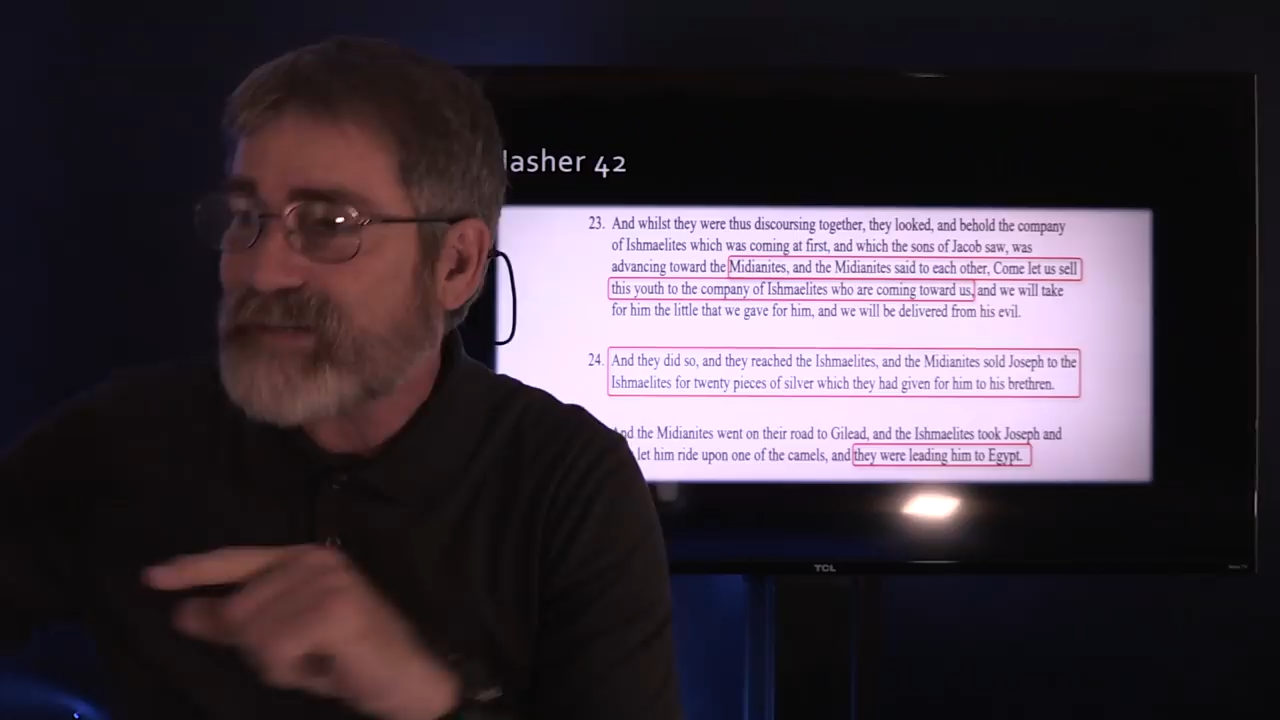 Jasher 42
23. And whilst they were thus discoursing together, they looked, and behold the company
of Ishmaelites which was coming at first, and which the sons of Jacob saw, was
advancing toward the Midianites, and the Midianites said to each other, Come let us sell
this youth to the company of Ishmaelites who are coming toward us, and we will take
for him the little that we gave for him, and we will be delivered from his evil.
24. And they did so, and they reached the Ishmaelites, and the Midianites sold Joseph to the
Ishmaelites for twenty pieces of silver which they had given for him to his brethren.
And the Midianites went on their road to Gilead, and the Ishmaelites took Joseph and
let him ride upon one of the camels, and they were leading him to Egypt.
TCL